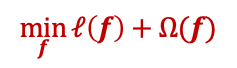 min ℓ(f) + Ω(f)
f